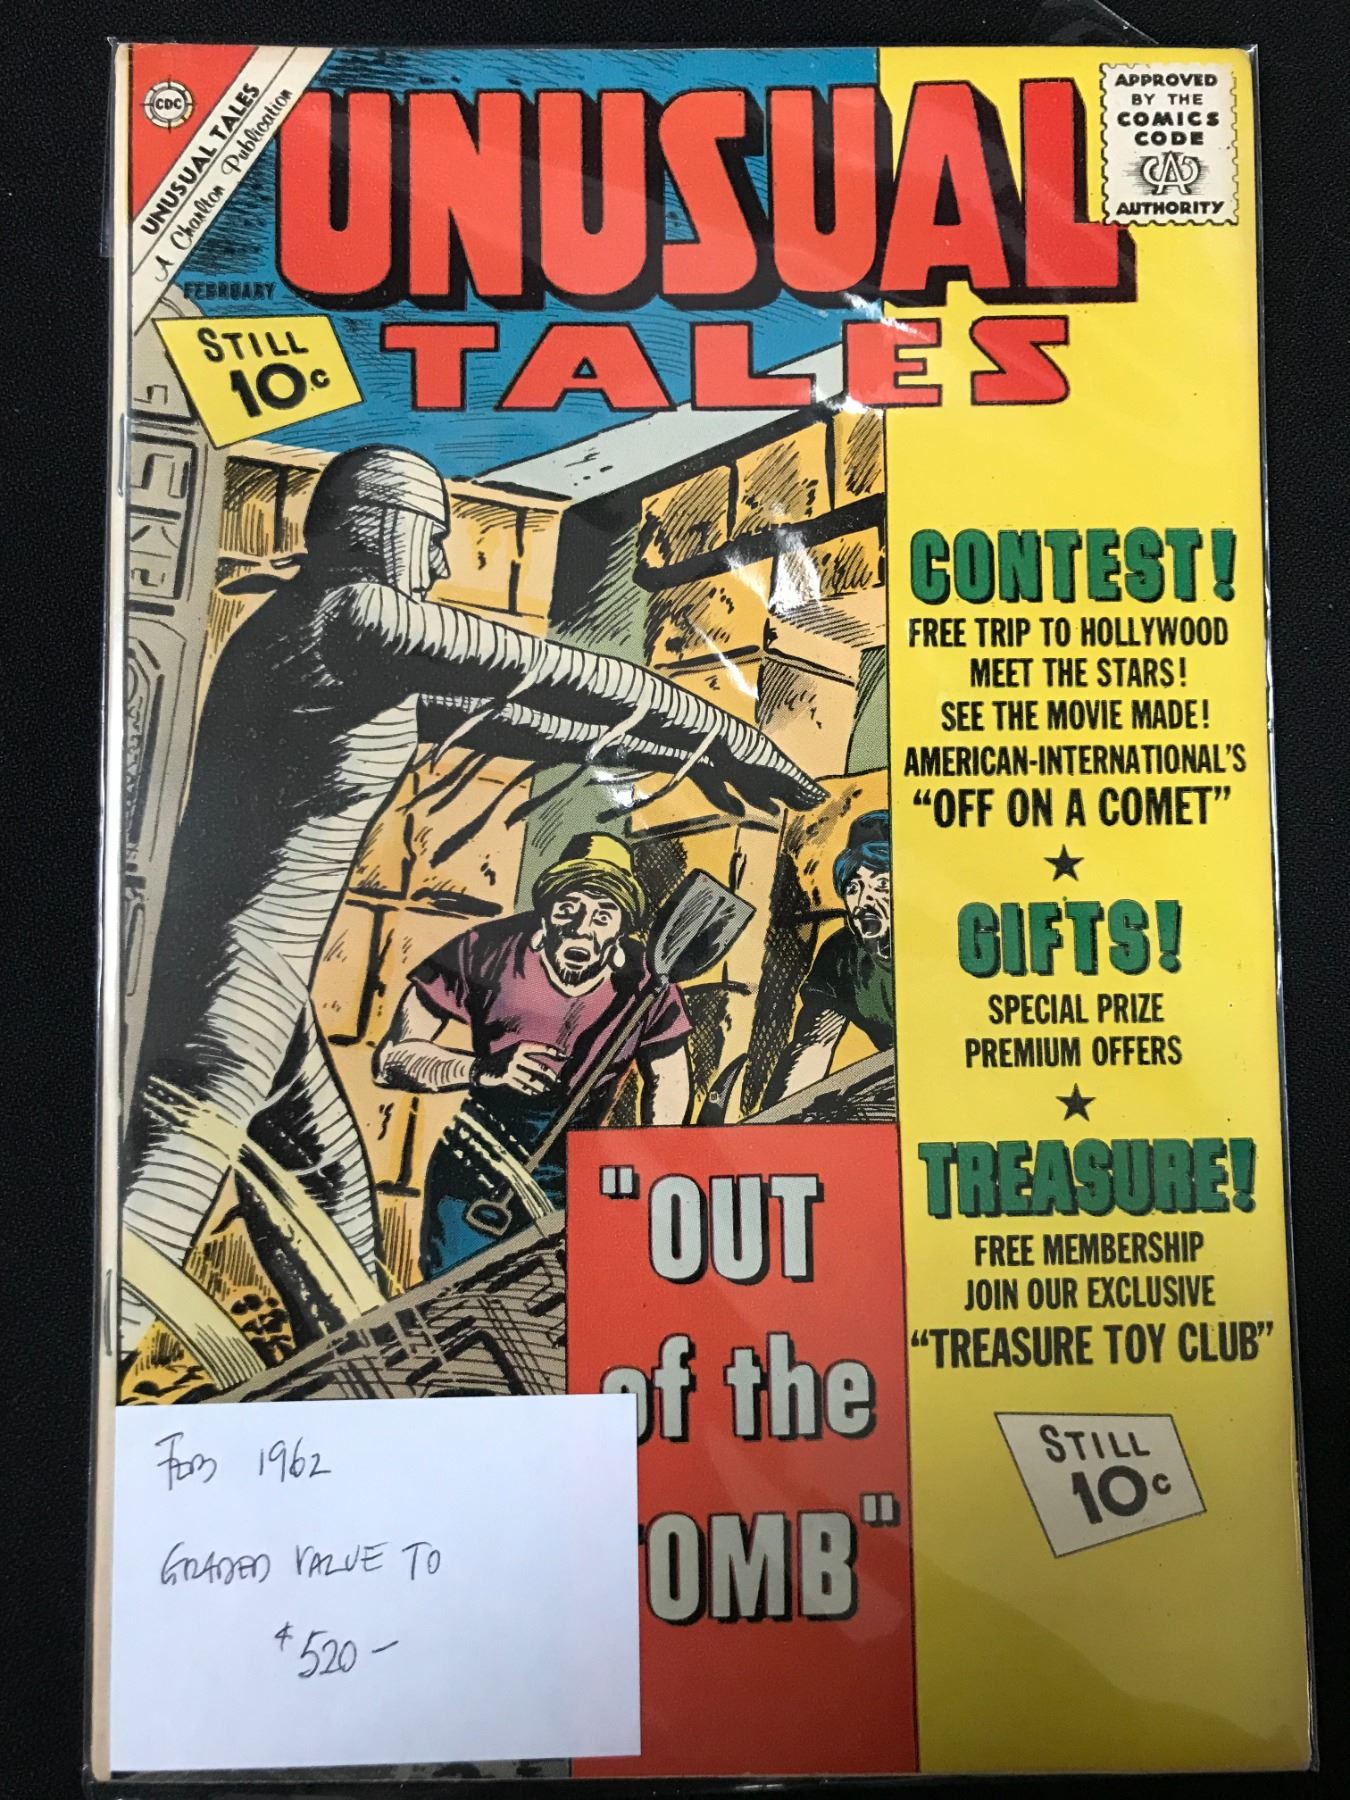 CDC
UNUSUAL TALES
A Charlton Publication
FEBRUARY
STILL
10c
UNUSUAL
TALES
APPROVED
BY THE
COMICS
CODE
CA
AUTHORITY
CONTEST!
FREE TRIP TO HOLLYWOOD
MEET THE STARS!
SEE THE MOVIE MADE!
AMERICAN-INTERNATIONAL'S
"OFF ON A COMET"
★
GIFTS!
SPECIAL PRIZE
PREMIUM OFFERS
★
TREASURE!
FREE MEMBERSHIP
JOIN OUR EXCLUSIVE
"TREASURE TOY CLUB"
STILL
10c
"OUT
of the
OMB"
FEB 1962
GRADED VALUE TO
$520-